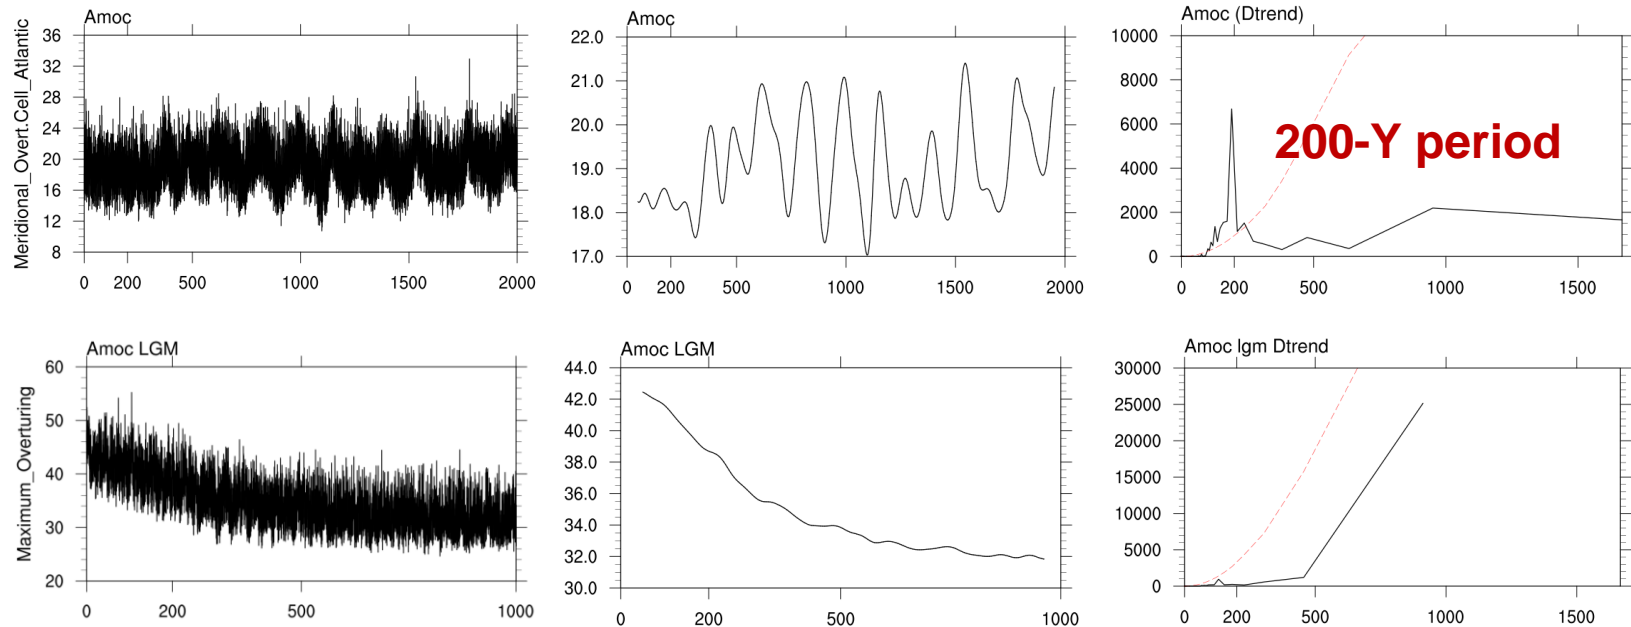 Amoc
Meridional_Overt.Cell_Atlantic
36
32
28
24
20
16
12
8
0 200 500 1000 1500 2000
Amoc
22.0
21.0
20.0
19.0
18.0
17.0
0 200 500 1000 1500 2000
Amoc (Dtrend)
10000
8000
6000
4000
2000
0
200-Y period
0 200 500 1000 1500
Amoc LGM
Maximum_Overturing
60
50
40
30
20
0 200 500 1000
Amoc LGM
44.0
42.0
40.0
38.0
36.0
34.0
32.0
30.0
0 200 500 1000
Amoc lgm Dtrend
30000
25000
20000
15000
10000
5000
0
0 200 500 1000 1500